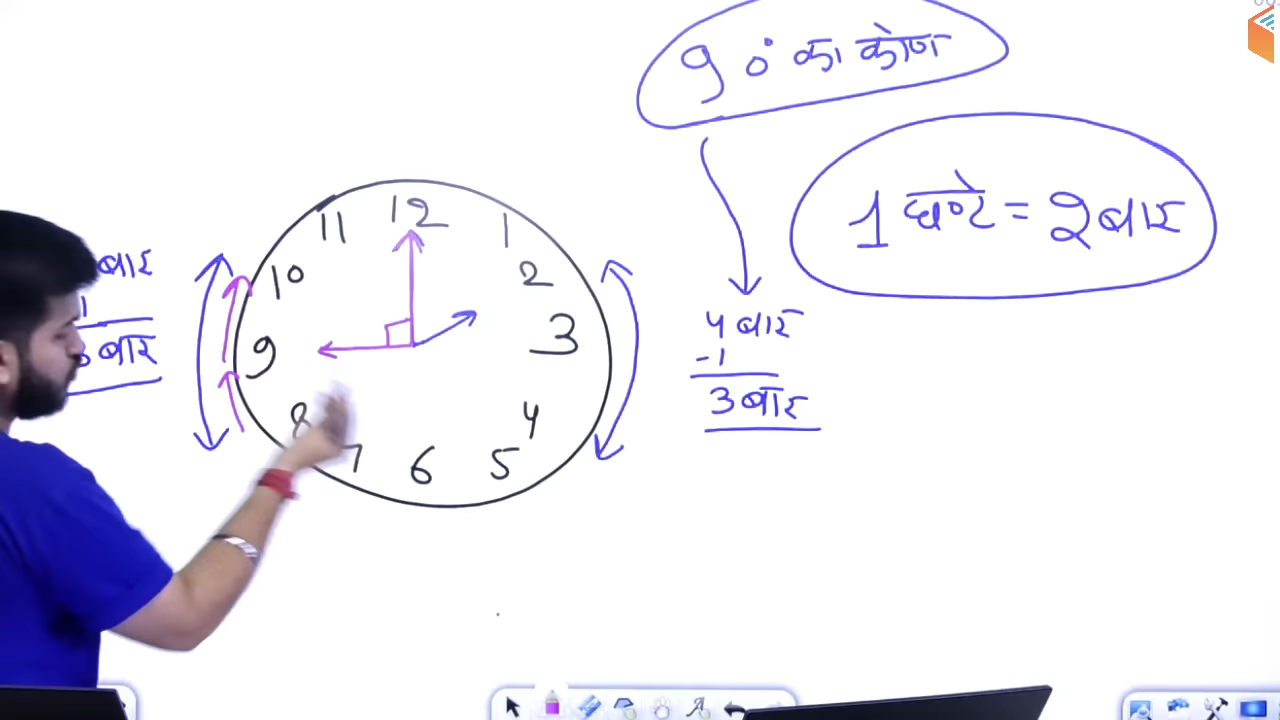 90° का कोण
1 घण्टे = 2 बार
12
11
1
10
2
9
3
8
4
7
6
5
बार
बार
4 बार
-1
3 बार